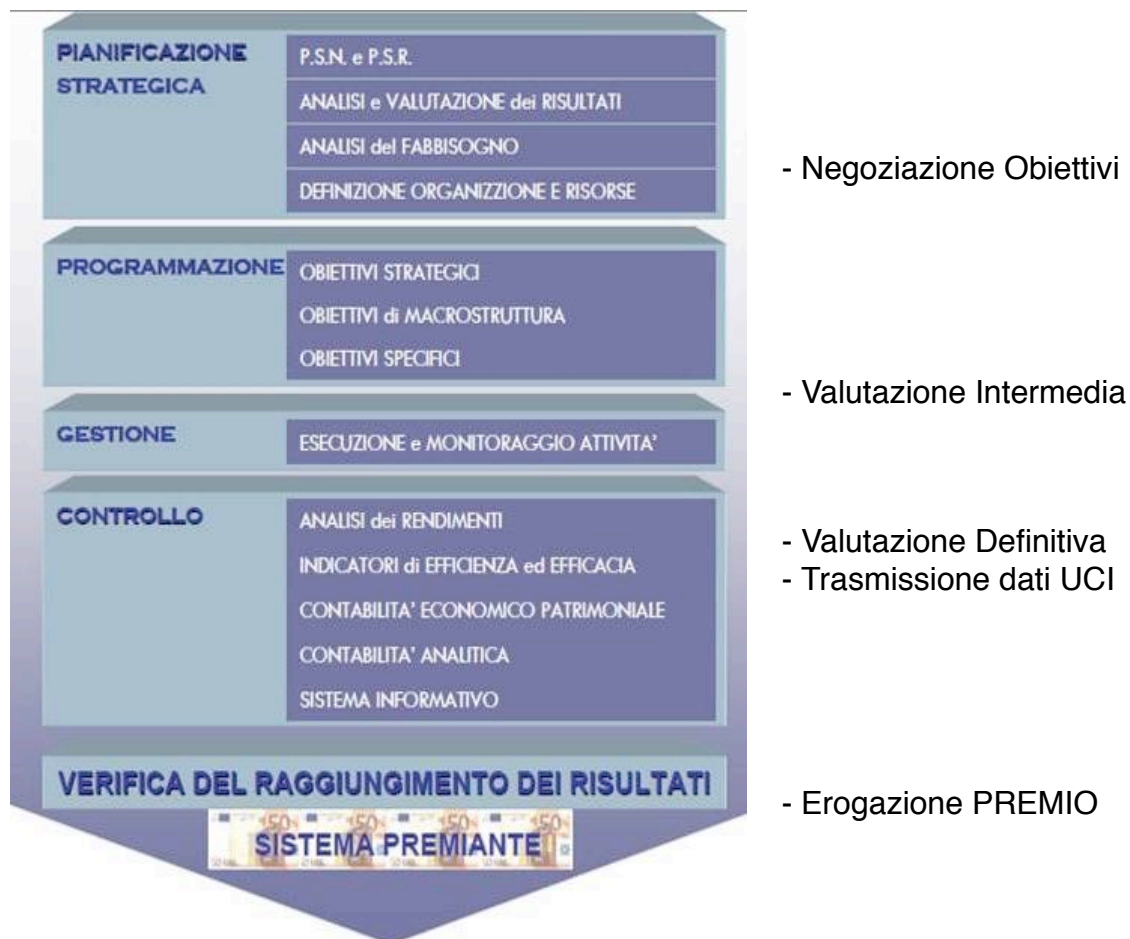 PIANIFICAZIONE
STRATEGICA
P.S.N. e P.S.R.
ANALISI e VALUTAZIONE dei RISULTATI
ANALISI del FABBISOGNO
DEFINIZIONE ORGANIZZIONE E RISORSE
- Negoziazione Obiettivi
PROGRAMMAZIONE
OBIETTIVI STRATEGICI
OBIETTIVI di MACROSTRUTTURA
OBIETTIVI SPECIFICI
- Valutazione Intermedia
GESTIONE
ESECUZIONE e MONITORAGGIO ATTIVITA'
CONTROLLO
ANALISI dei RENDIMENTI
INDICATORI di EFFICIENZA ed EFFICACIA
CONTABILITA' ECONOMICO PATRIMONIALE
CONTABILITA' ANALITICA
SISTEMA INFORMATIVO
- Valutazione Definitiva
- Trasmissione dati UCI
VERIFICA DEL RAGGIUNGIMENTO DEI RISULTATI
SISTEMA PREMIANTE
- Erogazione PREMIO